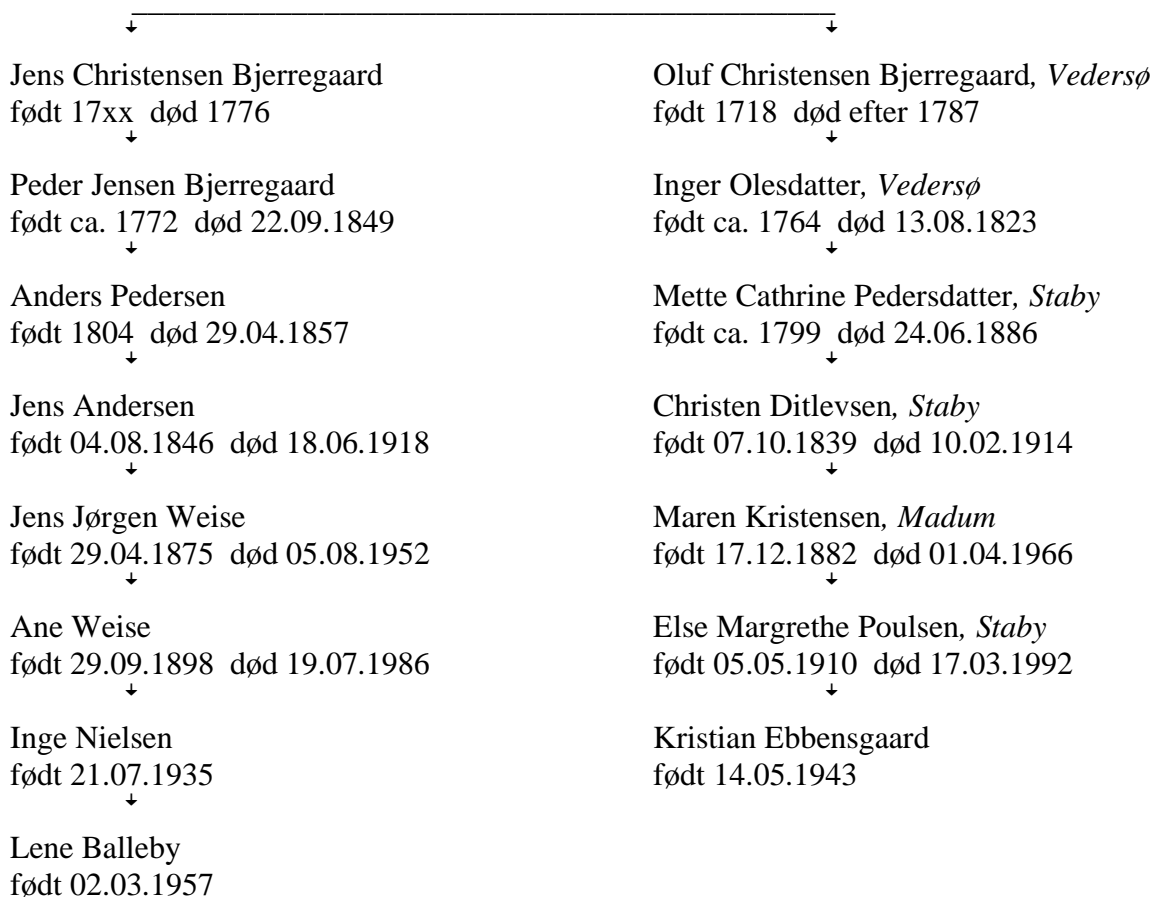 Jens Christensen Bjerregaard
født 17xx død 1776
Peder Jensen Bjerregaard
født ca. 1772 død 22.09.1849
Anders Pedersen
født 1804 død 29.04.1857
Jens Andersen
født 04.08.1846 død 18.06.1918
Jens Jørgen Weise
født 29.04.1875 død 05.08.1952
Ane Weise
født 29.09.1898 død 19.07.1986
Inge Nielsen
født 21.07.1935
Lene Balleby
født 02.03.1957
Oluf Christensen Bjerregaard, Vedersø
født 1718 død efter 1787
Inger Olesdatter, Vedersø
født ca. 1764 død 13.08.1823
Mette Cathrine Pedersdatter, Staby
født ca. 1799 død 24.06.1886
Christen Ditlevsen, Staby
født 07.10.1839 død 10.02.1914
Maren Kristensen, Madum
født 17.12.1882 død 01.04.1966
Else Margrethe Poulsen, Staby
født 05.05.1910 død 17.03.1992
Kristian Ebbensgaard
født 14.05.1943